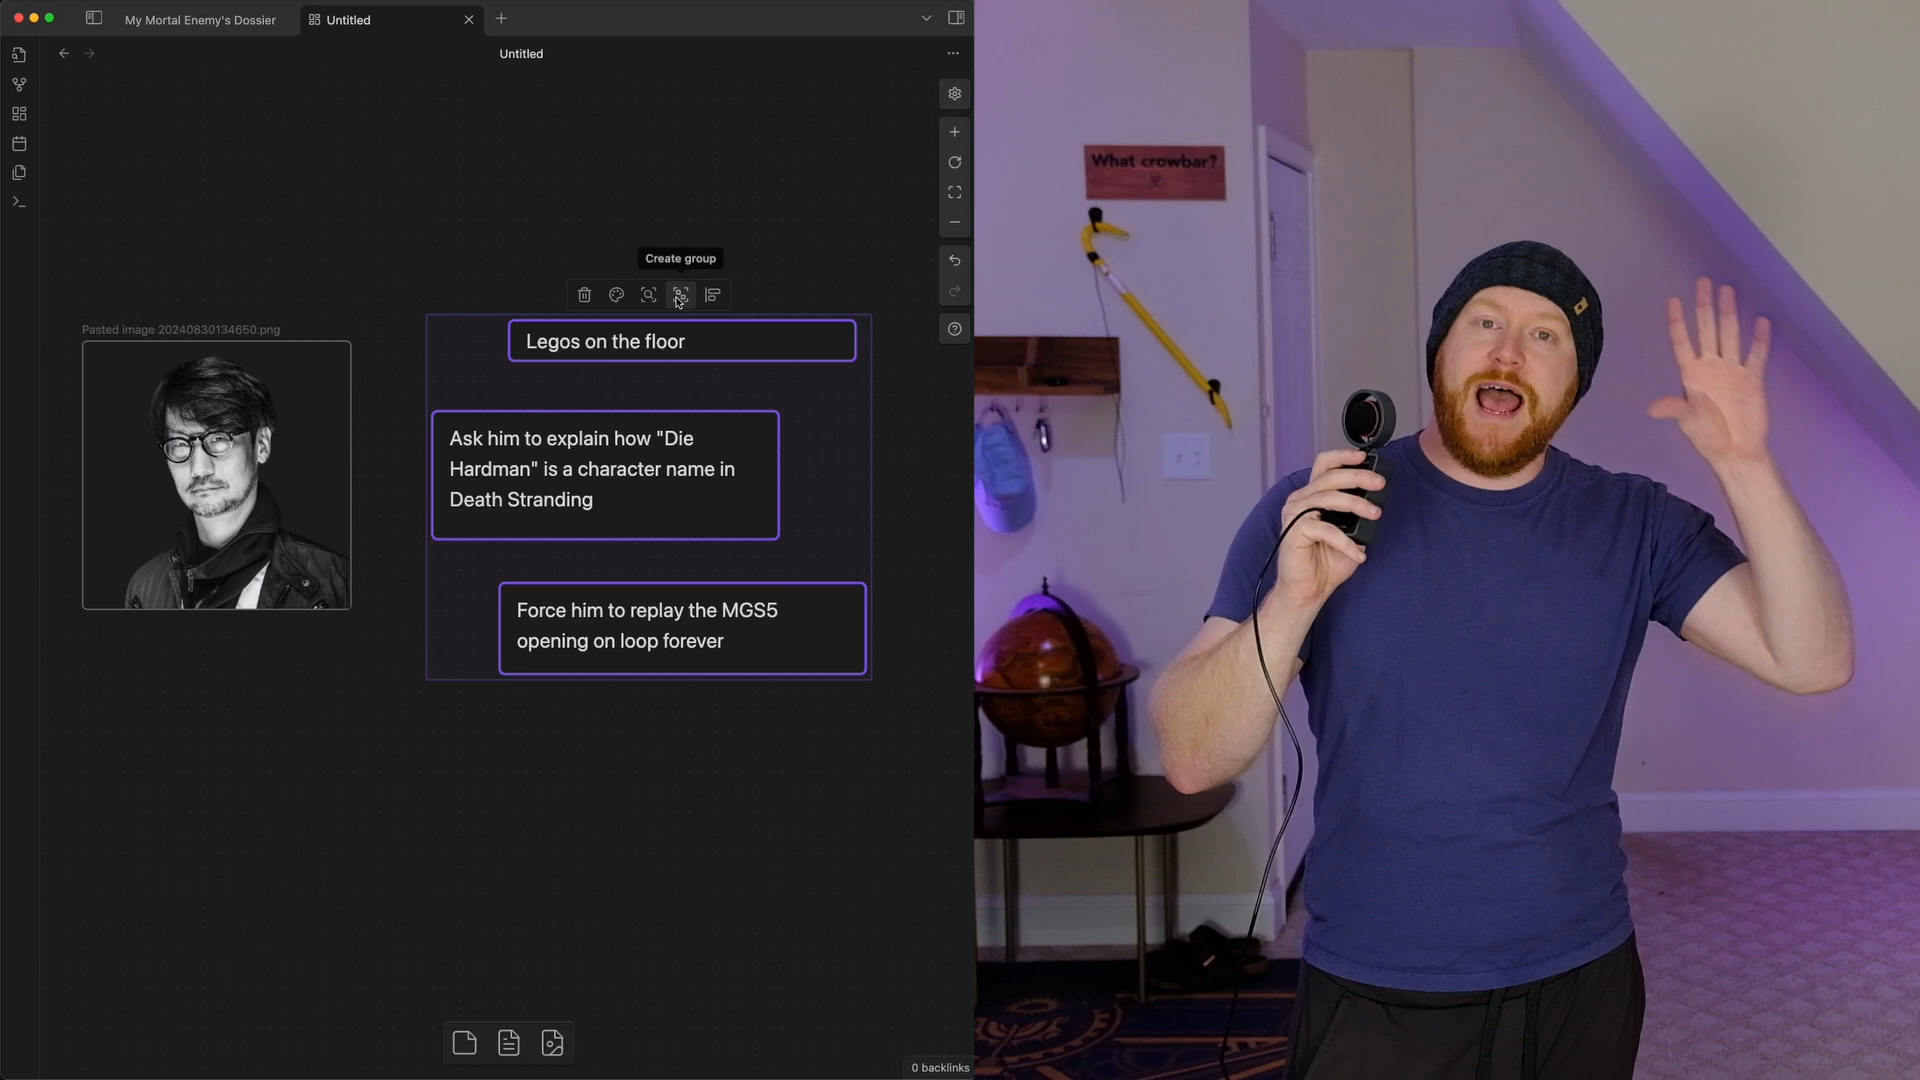 My Mortal Enemy's Dossier
Untitled
Untitled
Create group
Pasted image 20240830134650.png
Legos on the floor
Ask him to explain how "Die
Hardman" is a character name in
Death Stranding
Force him to replay the MGS5
opening on loop forever
0 backlinks
What crowbar?